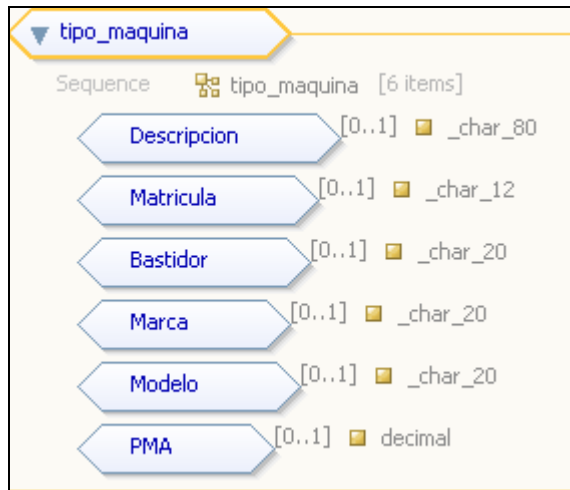 tipo_maquina
Sequence tipo_maquina [6 items]
Descripcion [0..1] _char_80
Matricula [0..1] _char_12
Bastidor [0..1] _char_20
Marca [0..1] _char_20
Modelo [0..1] _char_20
PMA [0..1] decimal